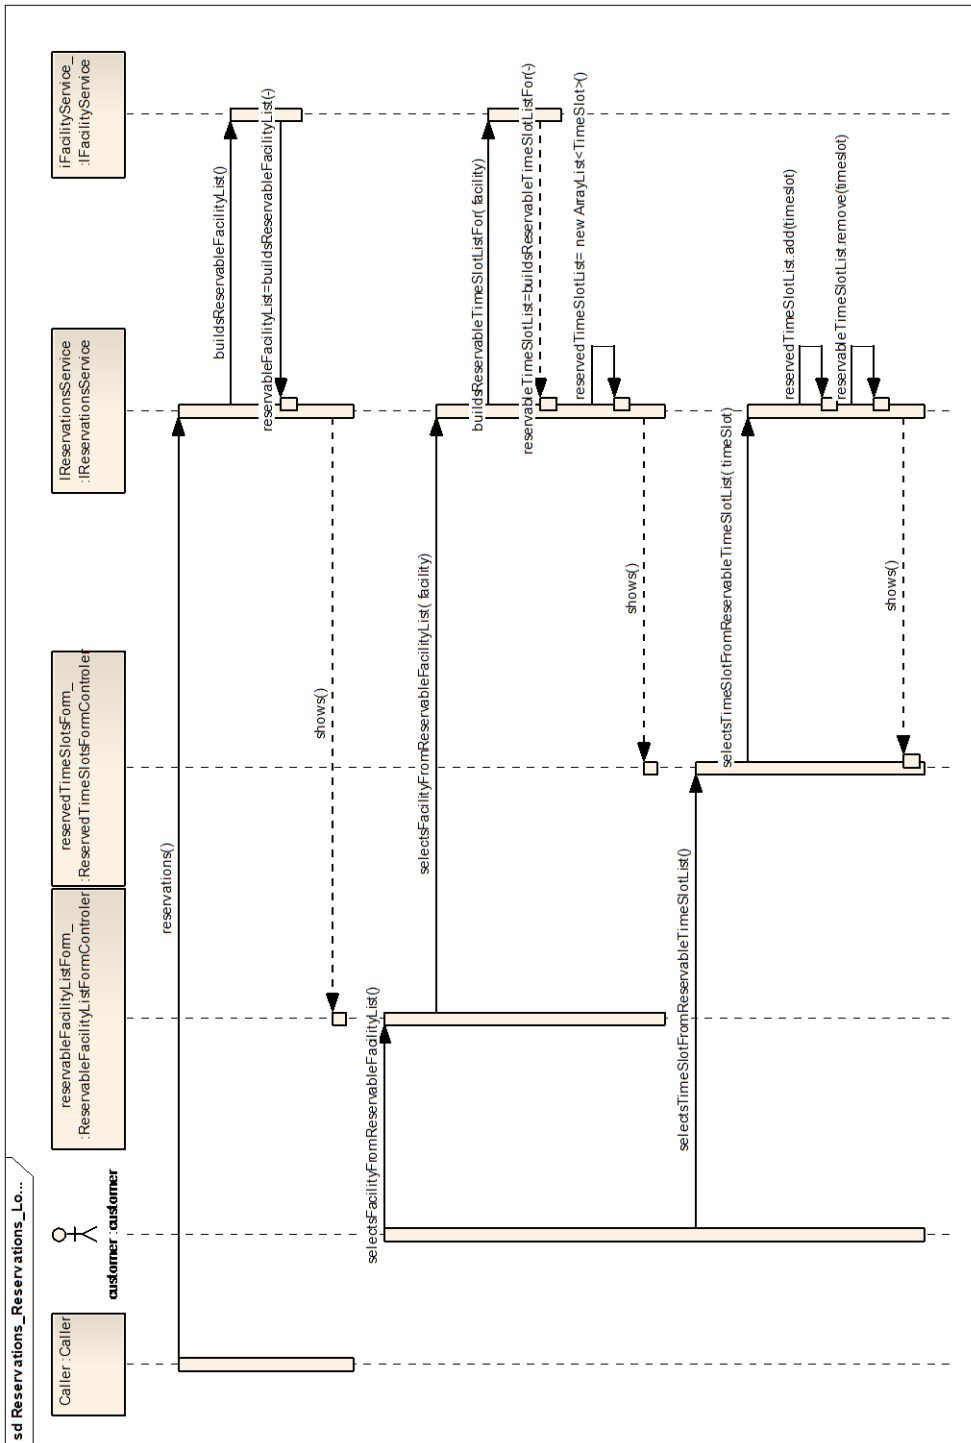 sd Reservations_Reservations_Lo...
Caller :Caller
customer :customer
reservableFacilityListForm_
:ReservableFacilityListFormControler
reservedTimeSlotsForm_
:ReservedTimeSlotsFormControler
IReservationsService
:IReservationsService
iFacilityService_
:IFacilityService
reservations()
buildsReservableFacilityList()
reservableFacilityList=buildsReservableFacilityList(-)
shows()
selectsFacilityFromReservableFacilityList()
selectsFacilityFromReservableFacilityList( facility)
buildsReservableTimeSlotListFor( facility)
reservableTimeSlotList=buildsReservableTimeSlotListFor(-)
reservedTimeSlotList= new ArrayList<TimeSlot>()
shows()
selectsTimeSlotFromReservableTimeSlotList()
selectsTimeSlotFromReservableTimeSlotList( timeSlot)
reservedTimeSlotList.add(timeslot)
reservableTimeSlotList.remove(timeslot)
shows()